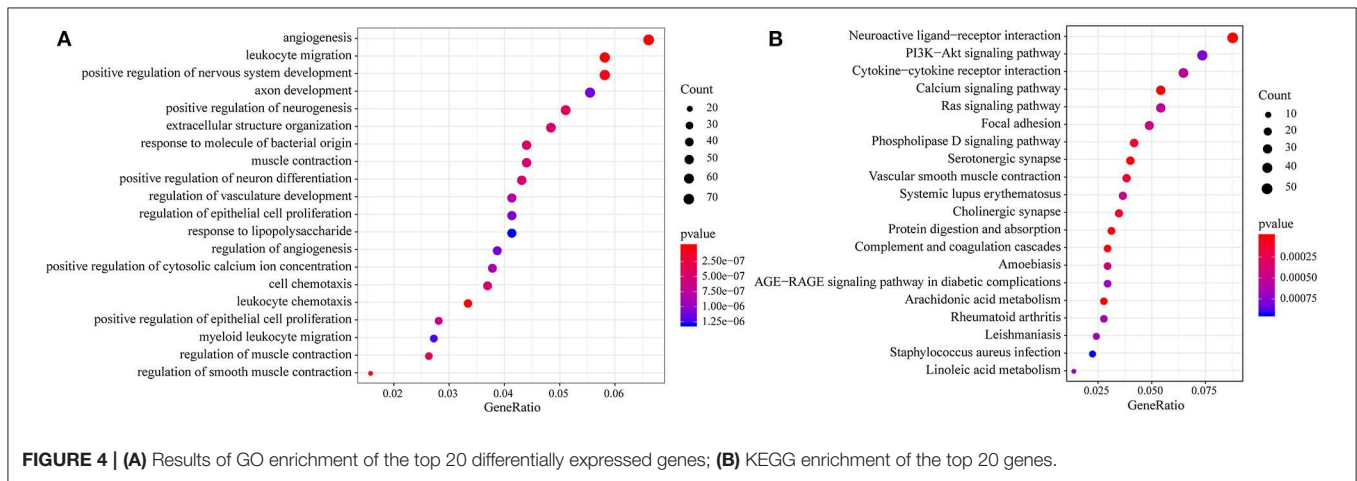 A
angiogenesis
leukocyte migration
positive regulation of nervous system development
axon development
positive regulation of neurogenesis
extracellular structure organization
response to molecule of bacterial origin
muscle contraction
positive regulation of neuron differentiation
regulation of vasculature development
regulation of epithelial cell proliferation
response to lipopolysaccharide
regulation of angiogenesis
positive regulation of cytosolic calcium ion concentration
cell chemotaxis
leukocyte chemotaxis
positive regulation of epithelial cell proliferation
myeloid leukocyte migration
regulation of muscle contraction
regulation of smooth muscle contraction
0.02 0.03 0.04 0.05 0.06
GeneRatio
Count
20
30
40
50
60
70
pvalue
2.50e−07
5.00e−07
7.50e−07
1.00e−06
1.25e−06
B
Neuroactive ligand−receptor interaction
PI3K−Akt signaling pathway
Cytokine−cytokine receptor interaction
Calcium signaling pathway
Ras signaling pathway
Focal adhesion
Phospholipase D signaling pathway
Serotonergic synapse
Vascular smooth muscle contraction
Systemic lupus erythematosus
Cholinergic synapse
Protein digestion and absorption
Complement and coagulation cascades
Amoebiasis
AGE−RAGE signaling pathway in diabetic complications
Arachidonic acid metabolism
Rheumatoid arthritis
Leishmaniasis
Staphylococcus aureus infection
Linoleic acid metabolism
0.025 0.050 0.075
GeneRatio
Count
10
20
30
40
50
pvalue
0.00025
0.00050
0.00075
FIGURE 4 | (A) Results of GO enrichment of the top 20 differentially expressed genes; (B) KEGG enrichment of the top 20 genes.